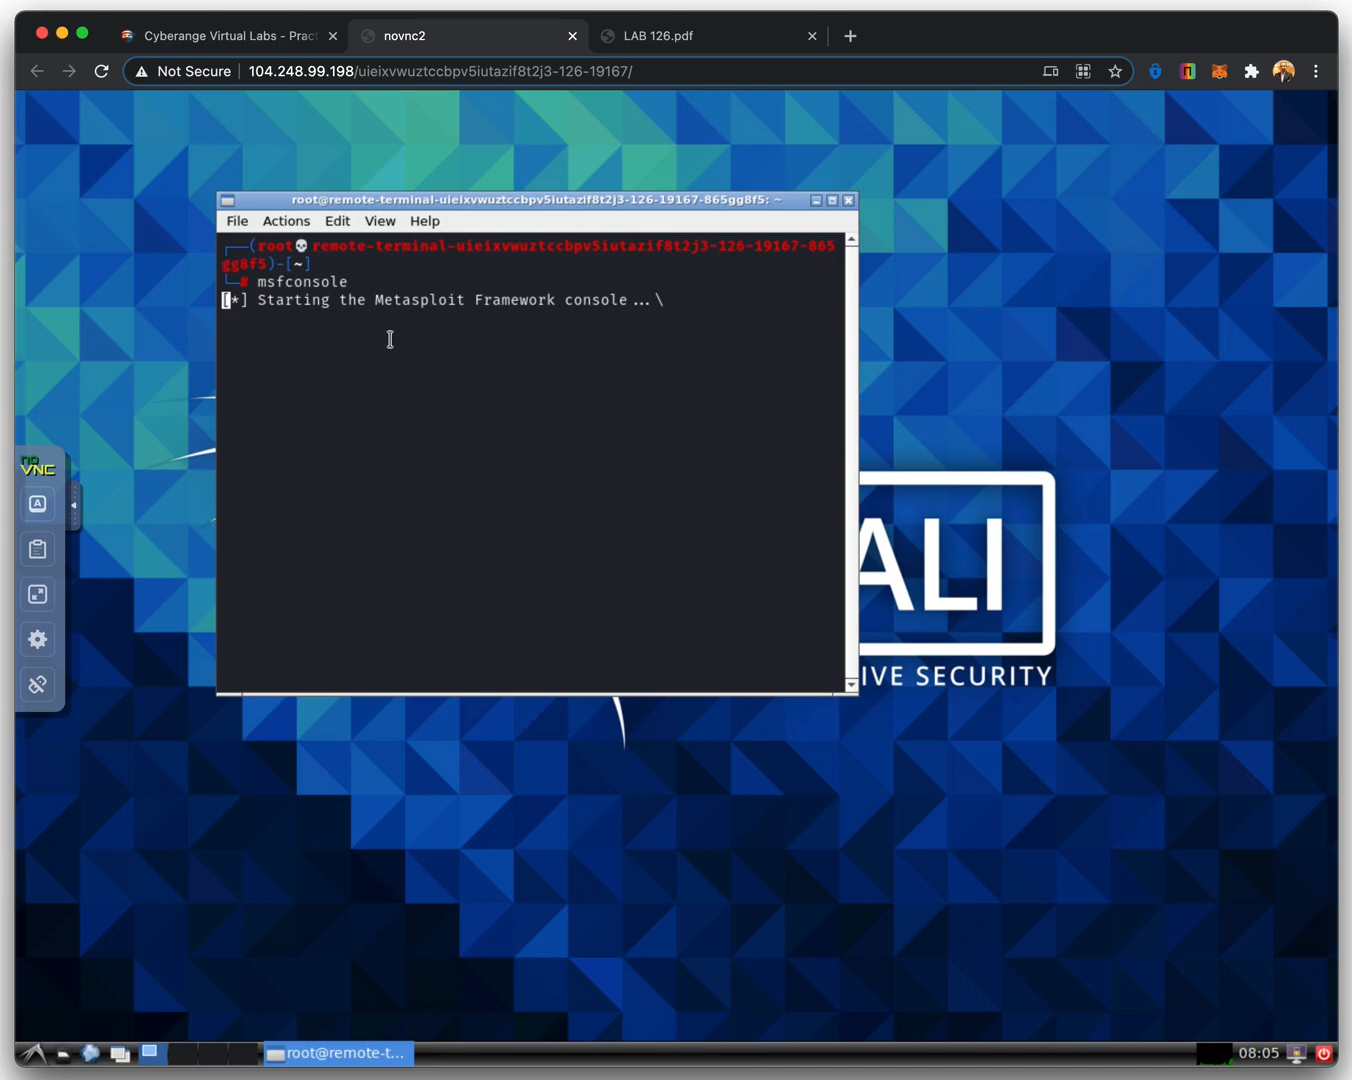 Cyberange Virtual Labs - Pract
novnc2
LAB 126.pdf
Not Secure
104.248.99.198/uieixvwuztccbpv5iutazif8t2j3-126-19167/
root@remote-terminal-uieixvwuztccbpv5iutazif8t2j3-126-19167-865gg8f5: ~
File Actions Edit View Help
(root💀remote-terminal-uieixvwuztccbpv5iutazif8t2j3-126-19167-865
gg8f5)-[~]
# msfconsole
[*] Starting the Metasploit Framework console...\
no
VNC
A
ALI
IVE SECURITY
root@remote-t...
08:05